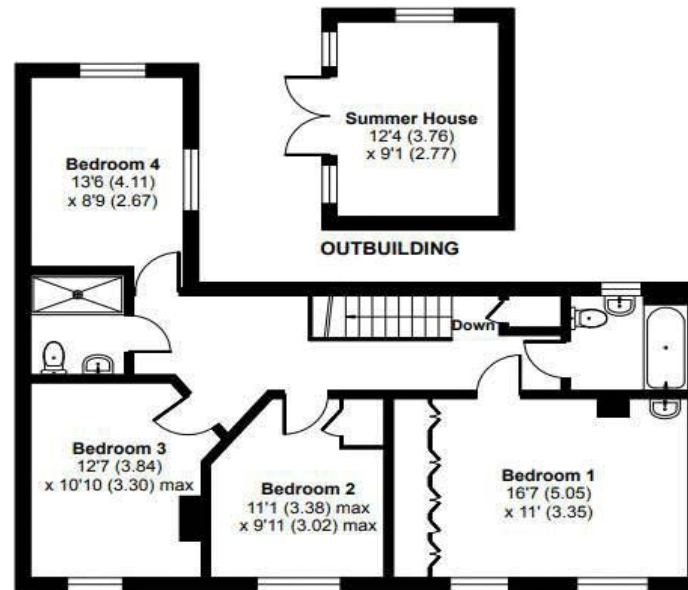 Summer House
12'4 (3.76)
x 9'1 (2.77)
OUTBUILDING
Bedroom 4
13'6 (4.11)
x 8'9 (2.67)
Down
Bedroom 3
12'7 (3.84)
x 10'10 (3.30) max
Bedroom 2
11'1 (3.38) max
x 9'11 (3.02) max
Bedroom 1
16'7 (5.05)
x 11' (3.35)